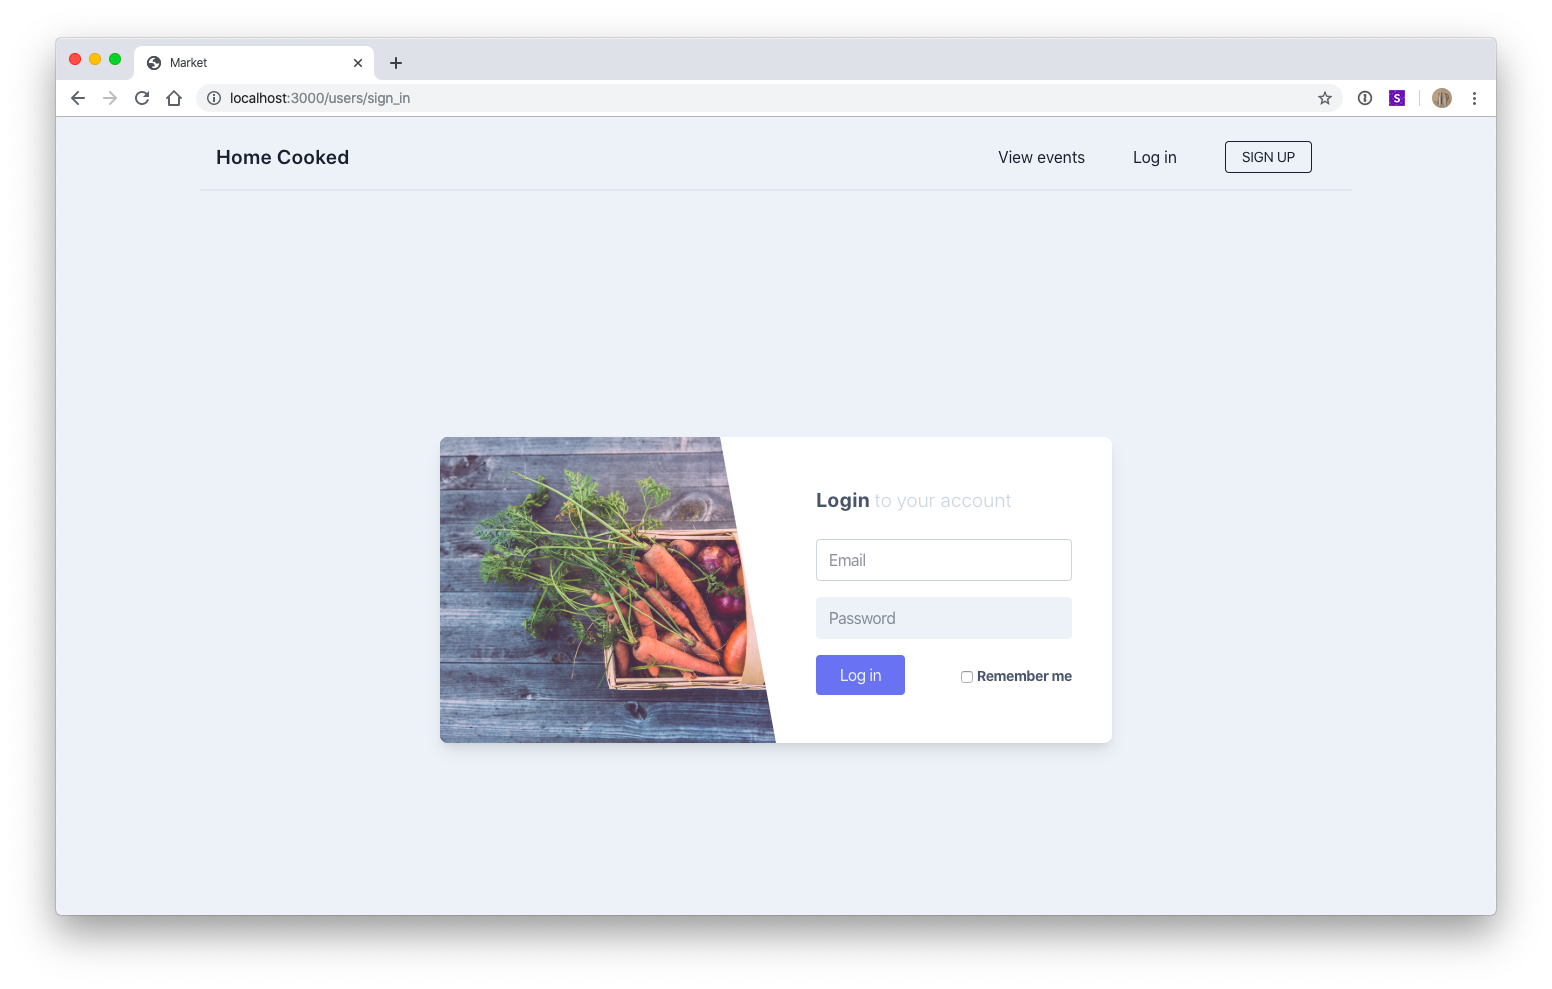 Market
localhost:3000/users/sign_in
S
Home Cooked
View events
Log in
SIGN UP
Login to your account
Email
Password
Log in
Remember me